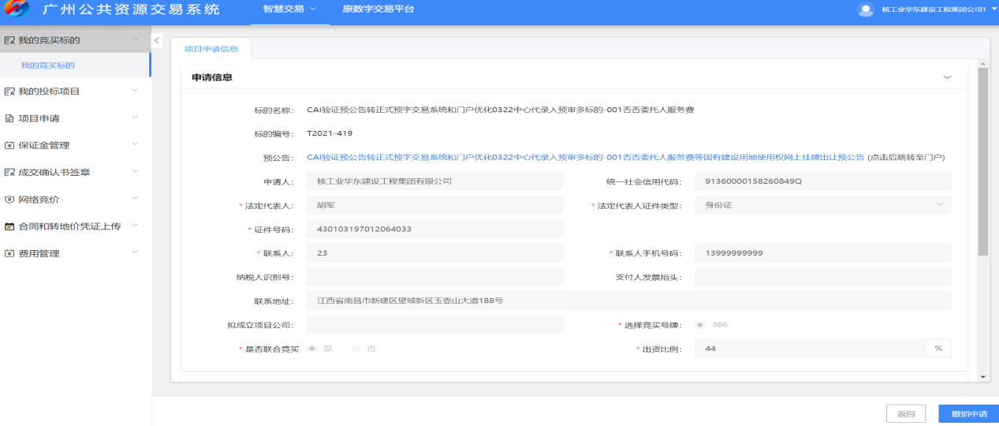 广州公共资源交易系统 智慧交易 原数字交易平台 核工业华东建设工程集团公司1
我的竞买标的
我的竞买标的
我的投标项目
项目申请
保证金管理
成交确认书签章
网络竞价
合同和转地价凭证上传
费用管理
项目申请信息
申请信息
标的名称: CAI验证预公告转正式预字交易系统和门户优化0322中心代录入预审多标的-001否否委托人服务费
标的编号: T2021-419
预公告: CAI验证预公告转正式预字交易系统和门户优化0322中心代录入预审多标的-001否否委托人服务费等国有建设用地使用权网上挂牌出让预公告 (点击后跳转至门户)
申请人: 核工业华东建设工程集团有限公司 统一社会信用代码: 91360000158260849Q
* 法定代表人: 胡军 * 法定代表人证件类型: 身份证
* 证件号码: 430103197012064033
* 联系人: 23 * 联系人手机号码: 13999999999
纳税人识别号: 支付人发票抬头:
联系地址: 江西省南昌市新建区望城新区玉壶山大道188号
拟成立项目公司: * 选择竞买号牌: 366
* 是否联合竞买 是 否 * 出资比例: 44 %
返回 撤销申请